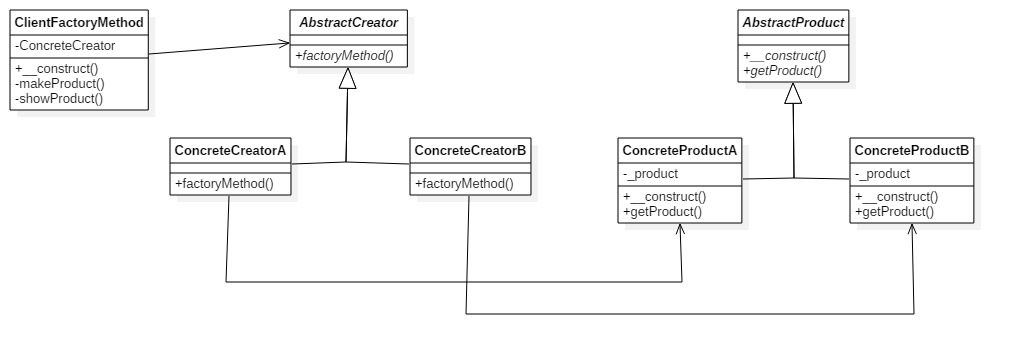 ClientFactoryMethod
-ConcreteCreator
+__construct()
-makeProduct()
-showProduct()
AbstractCreator
+factoryMethod()
AbstractProduct
+__construct()
+getProduct()
ConcreteCreatorA
+factoryMethod()
ConcreteCreatorB
+factoryMethod()
ConcreteProductA
-_product
+__construct()
+getProduct()
ConcreteProductB
-_product
+__construct()
+getProduct()